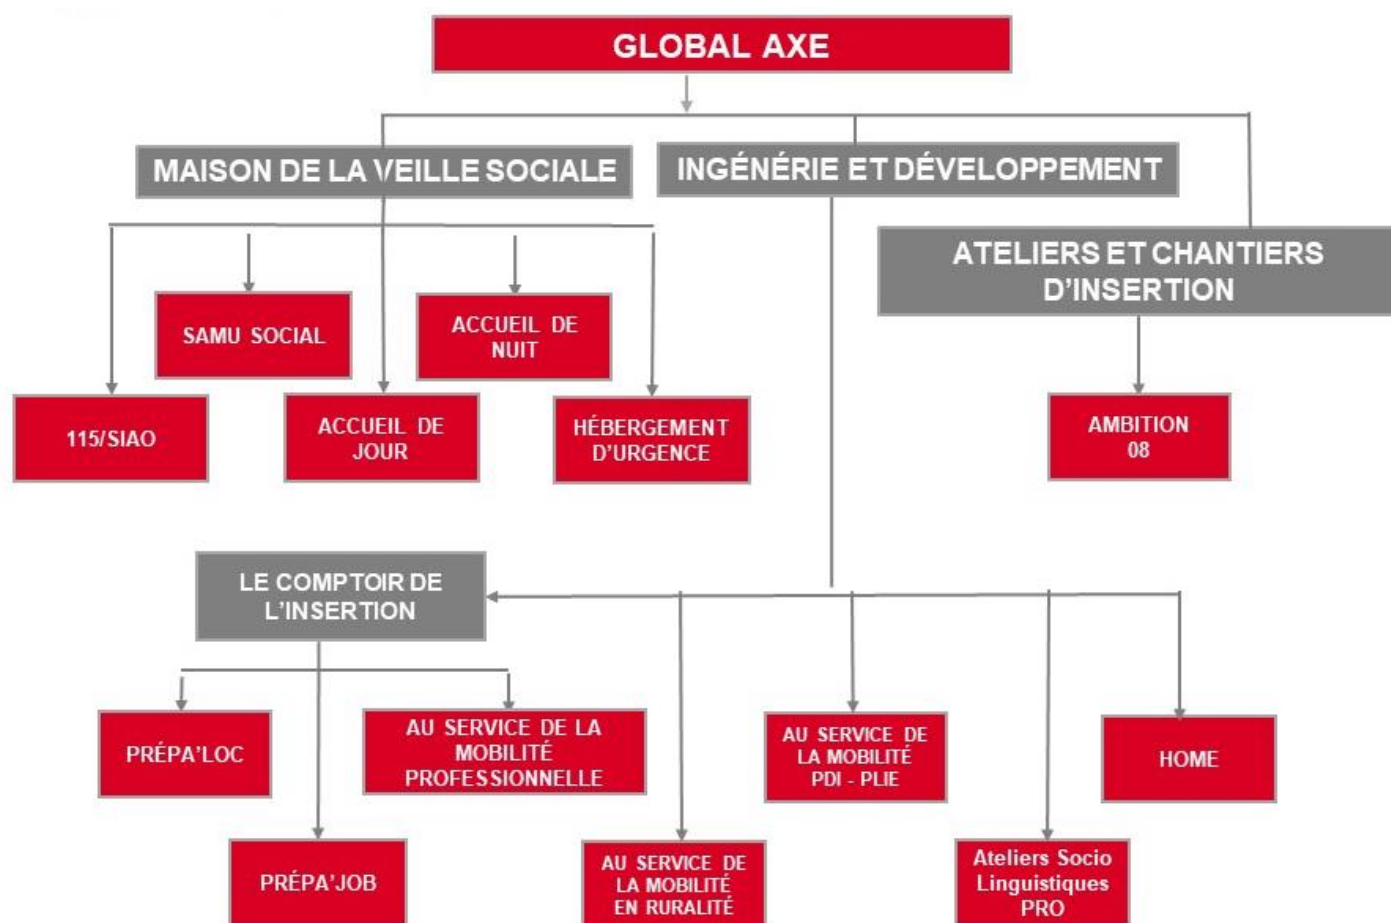 GLOBAL AXE
MAISON DE LA VEILLE SOCIALE
INGÉNÉRIE ET DÉVELOPPEMENT
ATELIERS ET CHANTIERS
D'INSERTION
SAMU SOCIAL
ACCUEIL DE
NUIT
115/SIAO
ACCUEIL DE
JOUR
HÉBERGEMENT
D'URGENCE
AMBITION
08
LE COMPTOIR DE
L'INSERTION
PRÉPA'LOC
AU SERVICE DE LA
MOBILITÉ
PROFESSIONNELLE
AU SERVICE DE
LA MOBILITÉ
PDI - PLIE
HOME
PRÉPA'JOB
AU SERVICE DE
LA MOBILITÉ
EN RURALITÉ
Ateliers Socio
Linguistiques
PRO